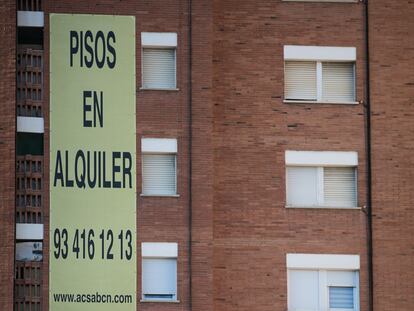 PISOS
EN
ALQUILER
93 416 12 13
www.acsabcn.com